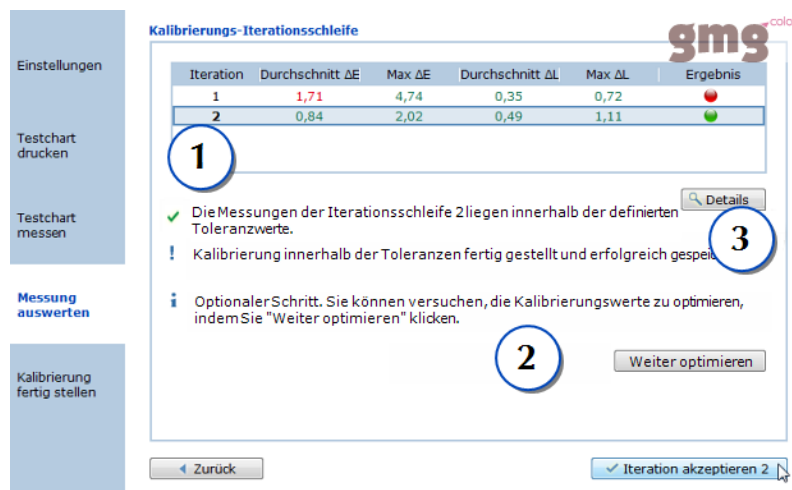 Kalibrierungs-Iterationsschleife
gmg
color
Einstellungen
Testchart
drucken
Testchart
messen
Messung
auswerten
Kalibrierung
fertig stellen
Iteration Durchschnitt ΔE Max ΔE Durchschnitt ΔL Max ΔL Ergebnis
1 1,71 4,74 0,35 0,72
2 0,84 2,02 0,49 1,11
1
Details
3
Die Messungen der Iterationsschleife 2 liegen innerhalb der definierten
Toleranzwerte.
! Kalibrierung innerhalb der Toleranzen fertig gestellt und erfolgreich
i Optionaler Schritt. Sie können versuchen, die Kalibrierungswerte zu optimieren,
indem Sie "Weiter optimieren" klicken.
2
Weiter optimieren
Zurück
Iteration akzeptieren 2